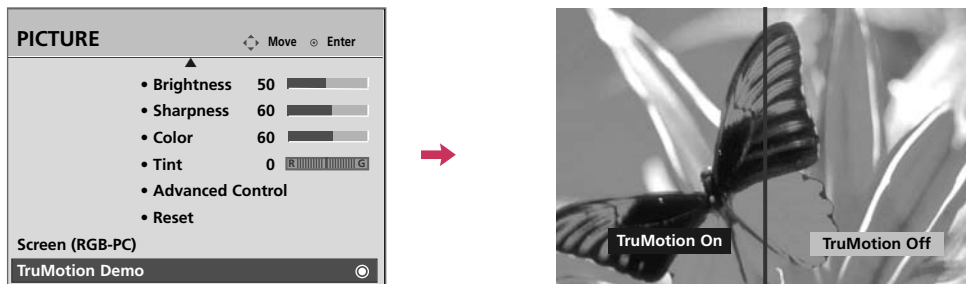 PICTURE
Move Enter
• Brightness 50
• Sharpness 60
• Color 60
• Tint 0 R G
• Advanced Control
• Reset
Screen (RGB-PC)
TruMotion Demo
TruMotion On
TruMotion Off